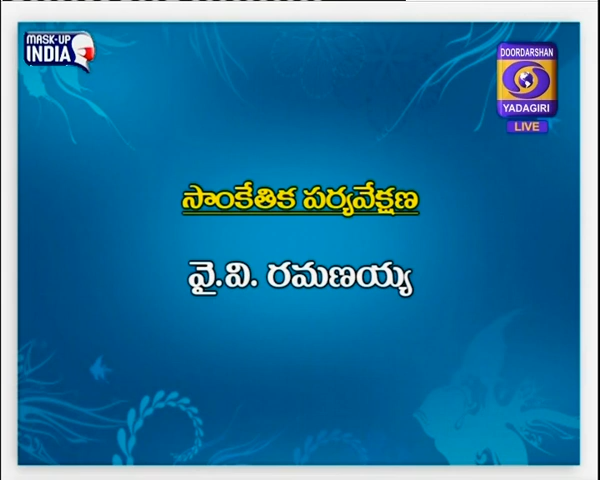 MASK-UP
INDIA
DOORDARSHAN
YADAGIRI
LIVE
సాంకేతిక పర్యవేక్షణ
వై.వి. రమణయ్య